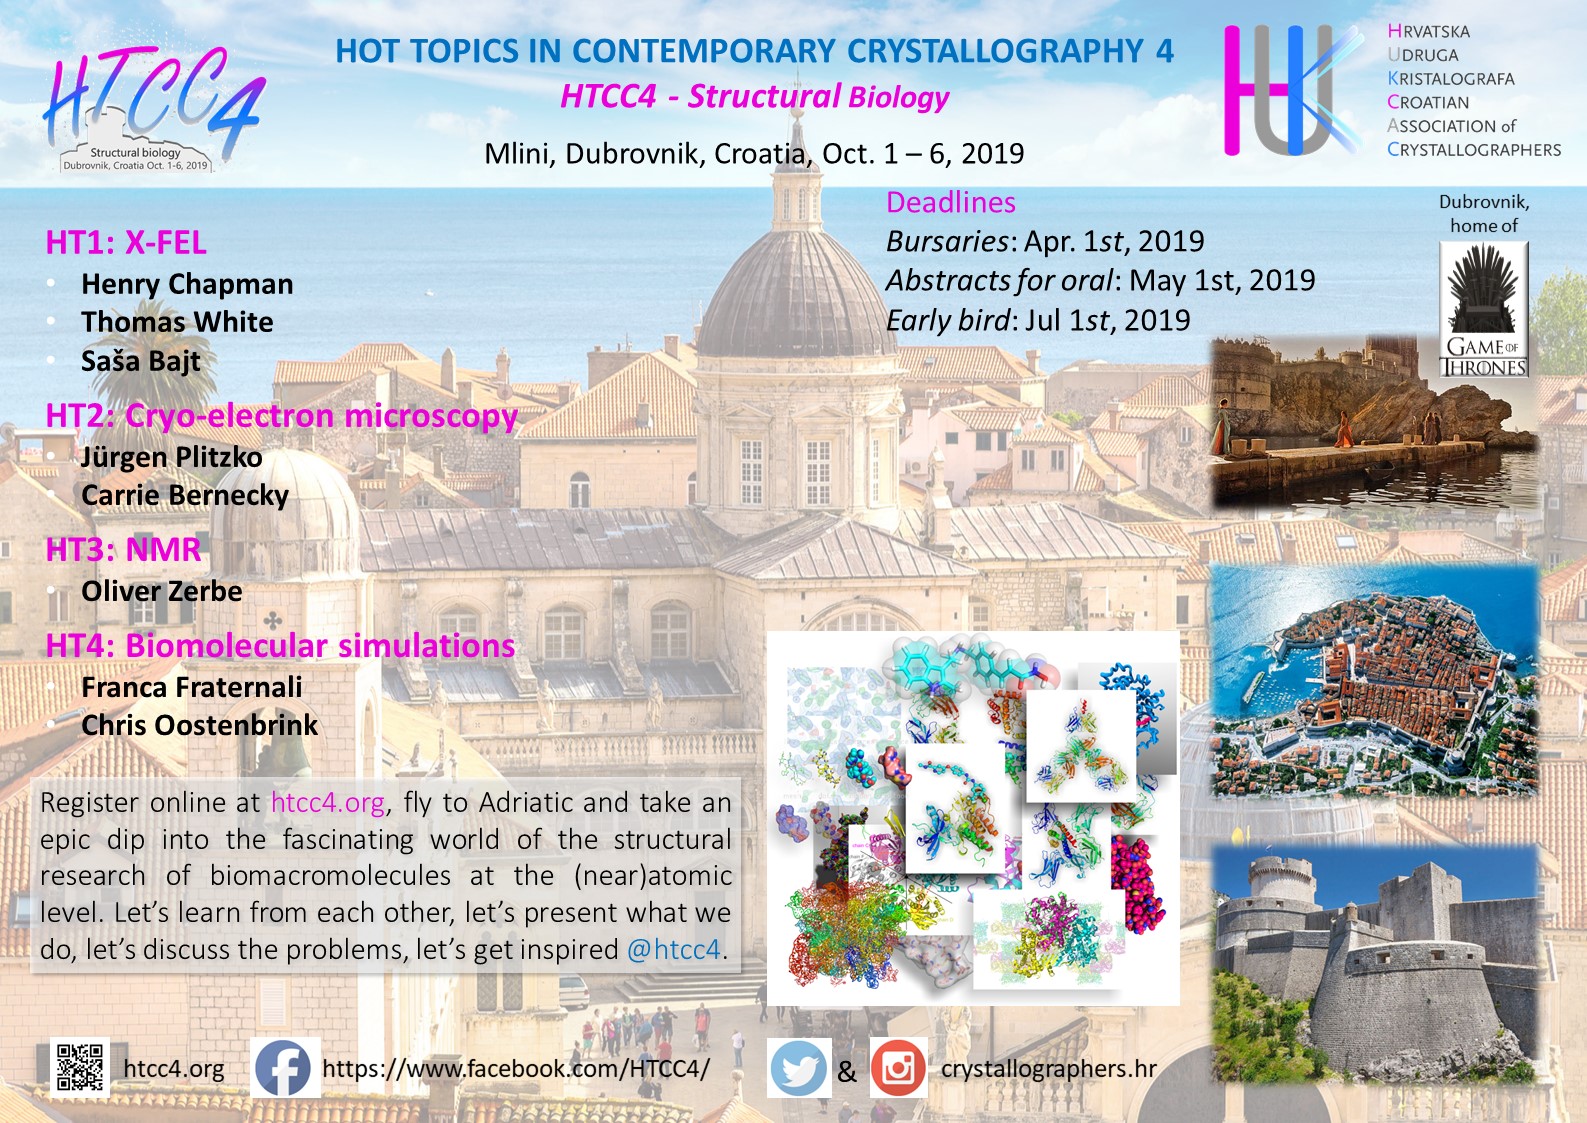 HTCC4
Structural biology
Dubrovnik, Croatia Oct. 1-6, 2019
HOT TOPICS IN CONTEMPORARY CRYSTALLOGRAPHY 4
HTCC4 - Structural Biology
Mlini, Dubrovnik, Croatia, Oct. 1 – 6, 2019
HUK
HRVATSKA
UDRUGA
KRISTALOGRAFA
CROATIAN
ASSOCIATION of
CRYSTALLOGRAPHERS
Deadlines
Bursaries: Apr. 1st, 2019
Abstracts for oral: May 1st, 2019
Early bird: Jul 1st, 2019
Dubrovnik,
home of
GAME OF
THRONES
HT1: X-FEL
• Henry Chapman
• Thomas White
• Saša Bajt
HT2: Cryo-electron microscopy
• Jürgen Plitzko
• Carrie Bernecky
HT3: NMR
• Oliver Zerbe
HT4: Biomolecular simulations
• Franca Fraternali
• Chris Oostenbrink
Register online at htcc4.org, fly to Adriatic and take an
epic dip into the fascinating world of the structural
research of biomacromolecules at the (near)atomic
level. Let’s learn from each other, let’s present what we
do, let’s discuss the problems, let’s get inspired @htcc4.
htcc4.org
https://www.facebook.com/HTCC4/
&
crystallographers.hr